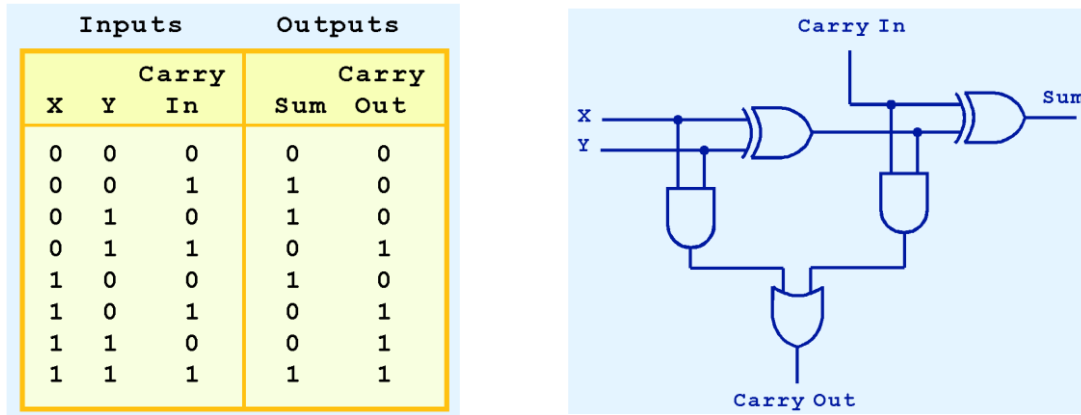 Inputs Outputs
Carry Carry
X Y In Sum Out
0 0 0 0 0
0 0 1 1 0
0 1 0 1 0
0 1 1 0 1
1 0 0 1 0
1 0 1 0 1
1 1 0 0 1
1 1 1 1 1
Carry In
X
Y
Sum
Carry Out